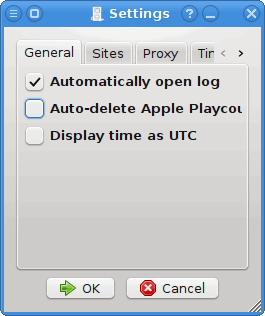 Settings
General Sites Proxy Tin
Automatically open log
Auto-delete Apple Playcou
Display time as UTC
OK Cancel